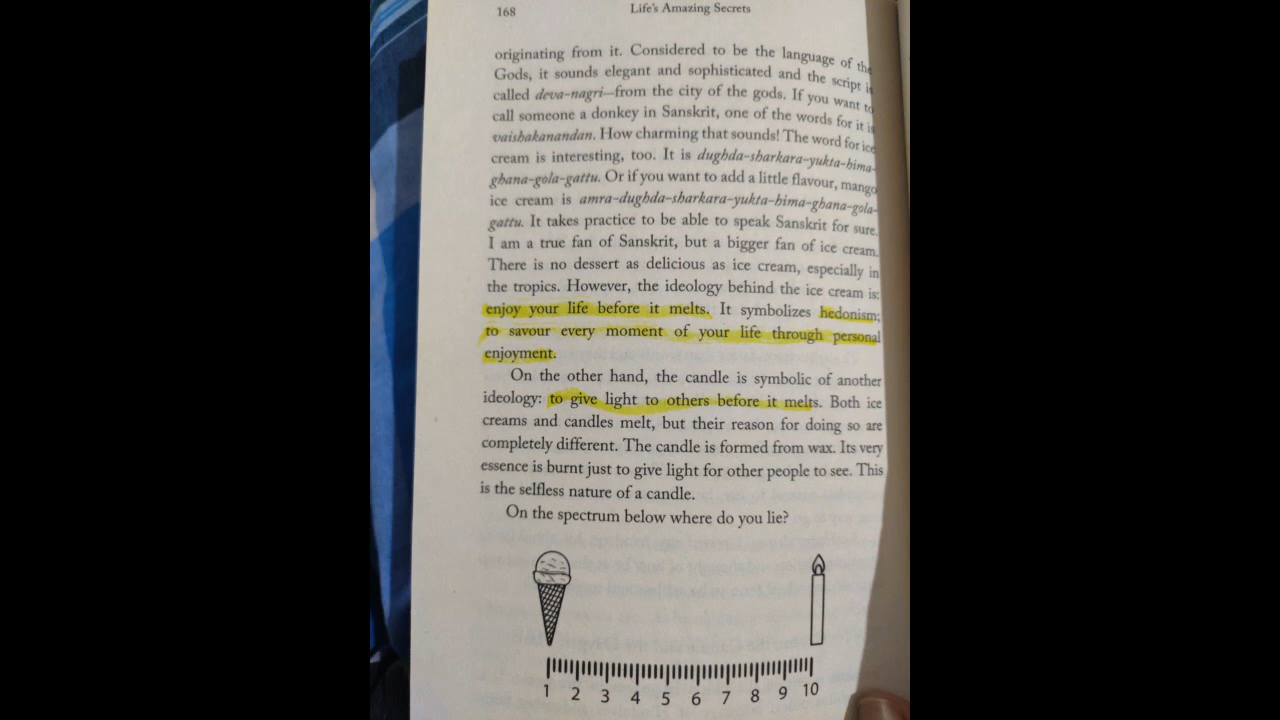 168
Life's Amazing Secrets
originating from it. Considered to be the language of the
Gods, it sounds elegant and sophisticated and the script is
called deva-nagri—from the city of the gods. If you want to
call someone a donkey in Sanskrit, one of the words for it is
vaishakanandan. How charming that sounds! The word for ice
cream is interesting, too. It is dughda-sharkara-yukta-hima-
ghana-gola-gattu. Or if you want to add a little flavour, mango
ice cream is amra-dughda-sharkara-yukta-hima-ghana-gola-
gattu. It takes practice to be able to speak Sanskrit for sure.
I am a true fan of Sanskrit, but a bigger fan of ice cream.
There is no dessert as delicious as ice cream, especially in
the tropics. However, the ideology behind the ice cream is:
enjoy your life before it melts. It symbolizes hedonism;
to savour every moment of your life through personal
enjoyment.
On the other hand, the candle is symbolic of another
ideology: to give light to others before it melts. Both ice
creams and candles melt, but their reason for doing so are
completely different. The candle is formed from wax. Its very
essence is burnt just to give light for other people to see. This
is the selfless nature of a candle.
On the spectrum below where do you lie?
1 2 3 4 5 6 7 8 9 10